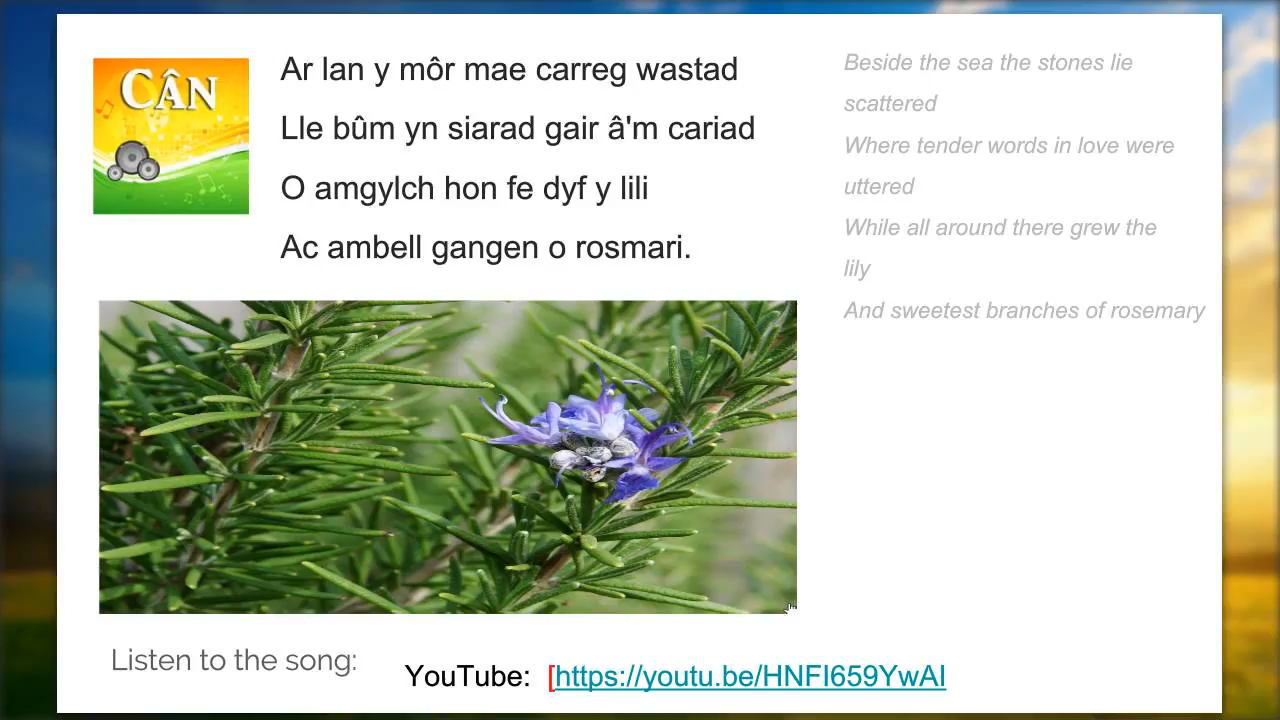 CÂN
Ar lan y môr mae carreg wastad
Lle bûm yn siarad gair â'm cariad
O amgylch hon fe dyf y lili
Ac ambell gangen o rosmari.
Beside the sea the stones lie
scattered
Where tender words in love were
uttered
While all around there grew the
lily
And sweetest branches of rosemary
Listen to the song:
YouTube: [https://youtu.be/HNFI659YwAI